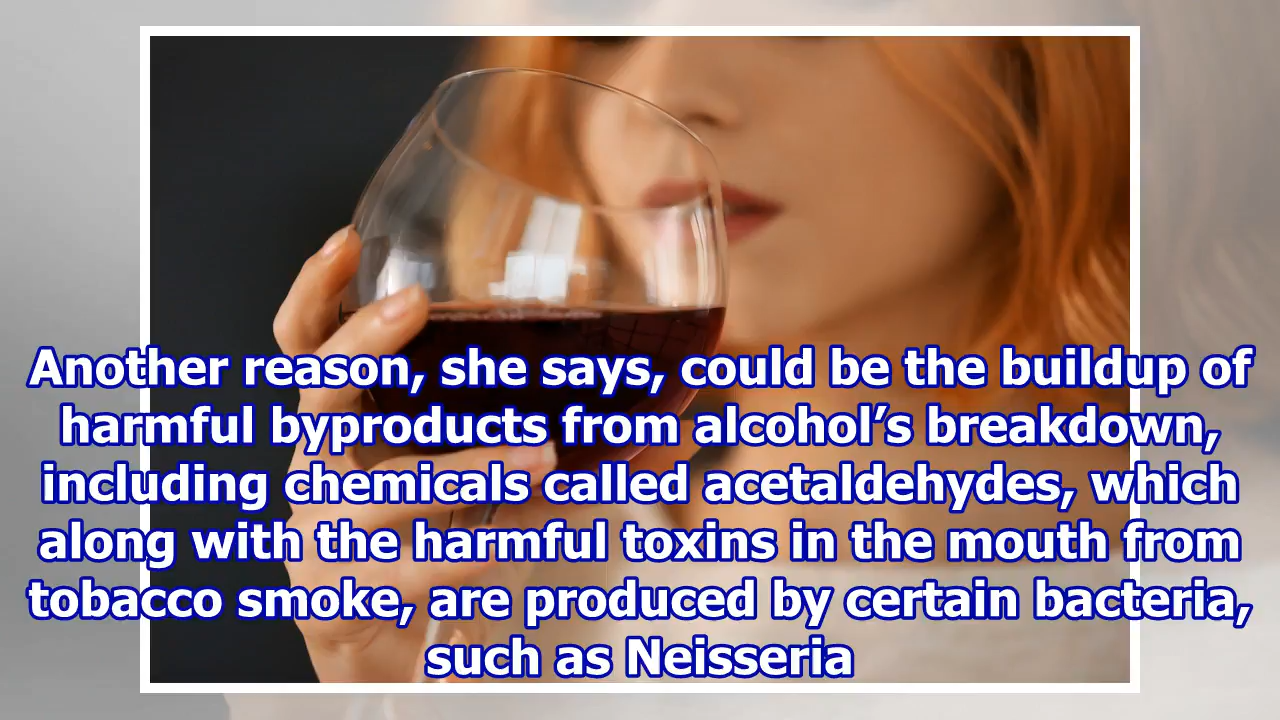 Another reason, she says, could be the buildup of
harmful byproducts from alcohol’s breakdown,
including chemicals called acetaldehydes, which
along with the harmful toxins in the mouth from
tobacco smoke, are produced by certain bacteria,
such as Neisseria